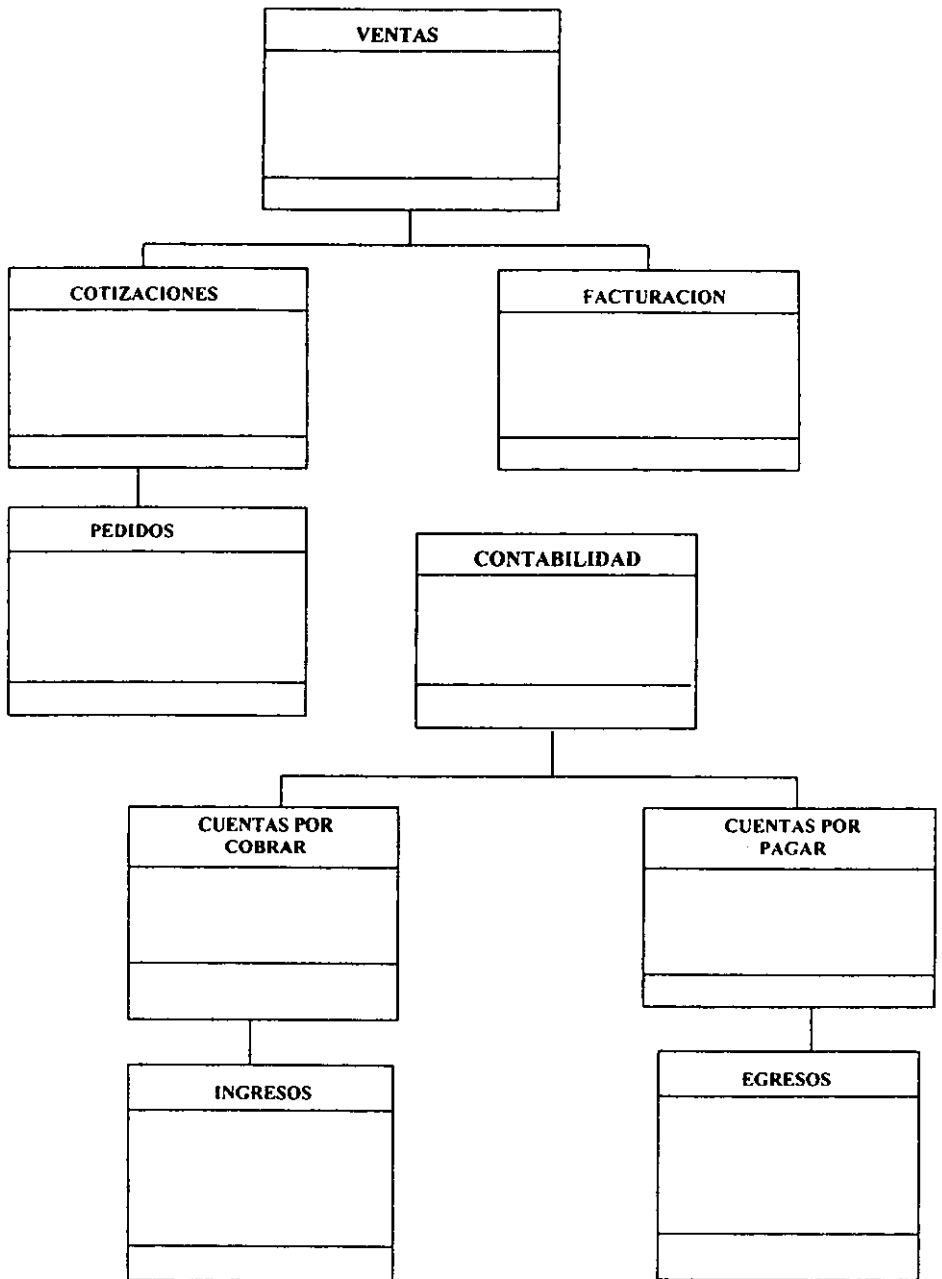 VENTAS
COTIZACIONES
FACTURACION
PEDIDOS
CONTABILIDAD
CUENTAS POR
COBRAR
CUENTAS POR
PAGAR
INGRESOS
EGRESOS